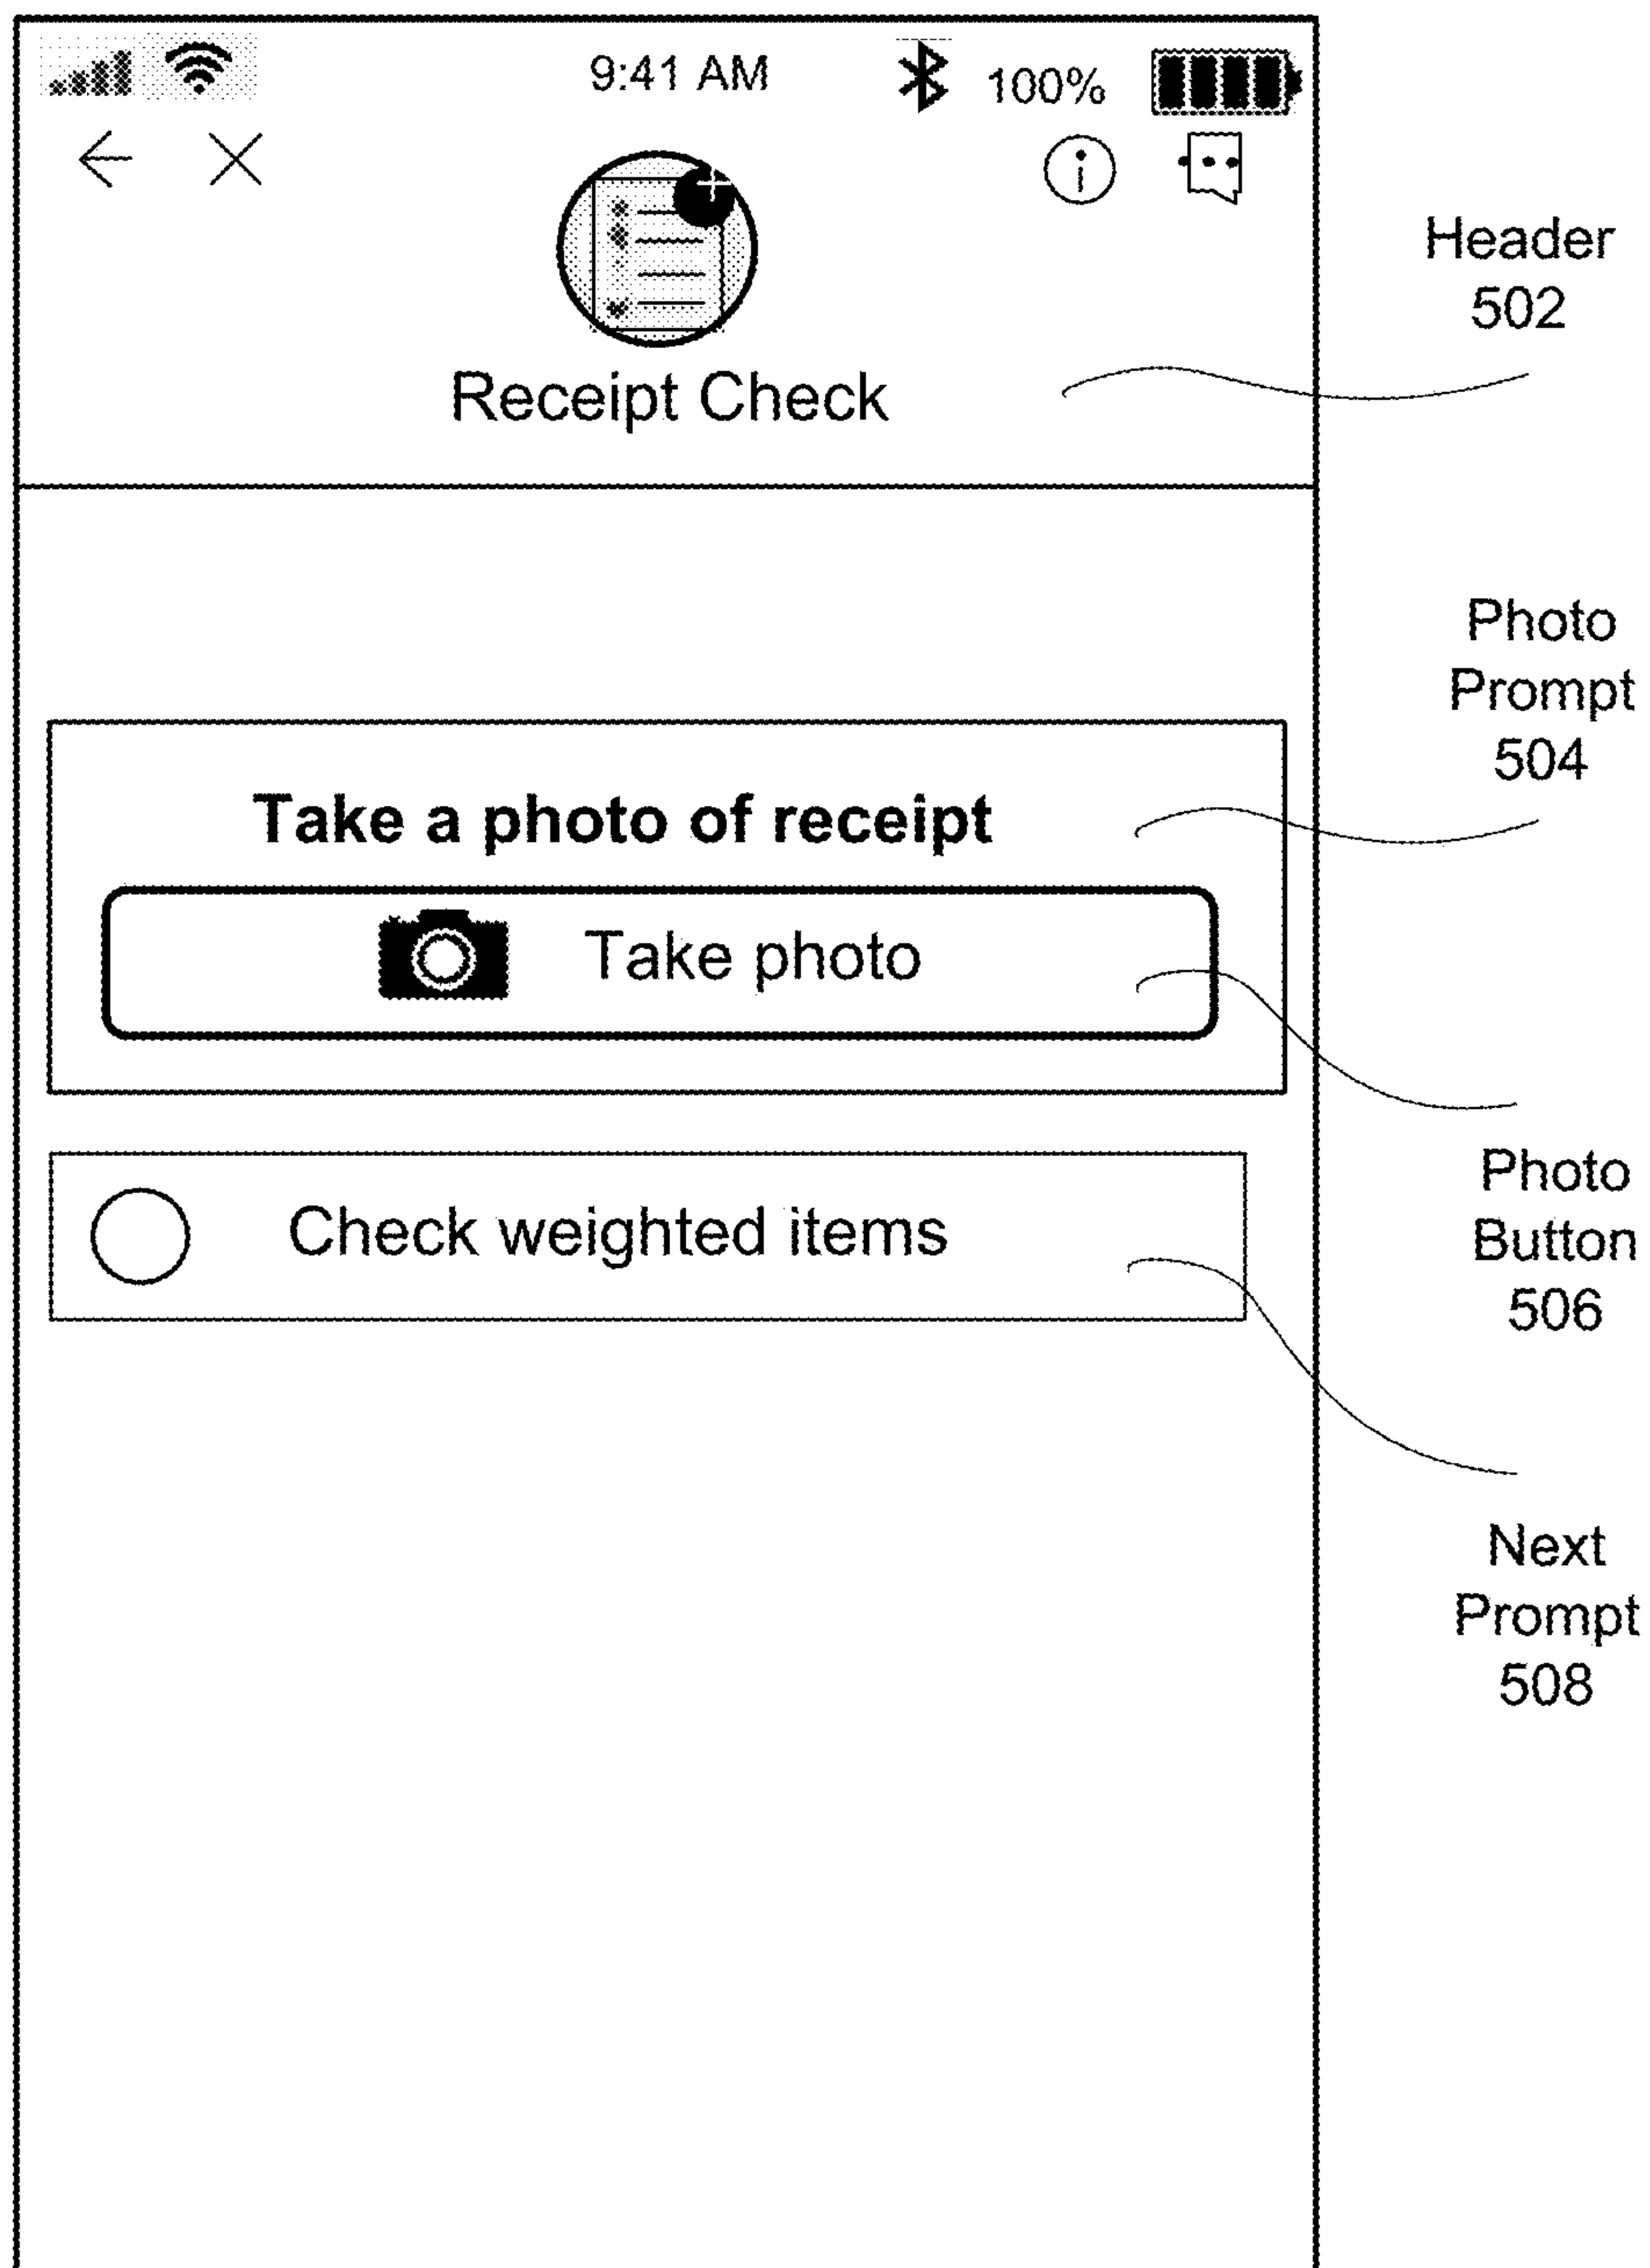 9:41 AM
100%
Receipt Check
Header
502
Photo
Prompt
504
Take a photo of receipt
Take photo
Photo
Button
506
Check weighted items
Next
Prompt
508